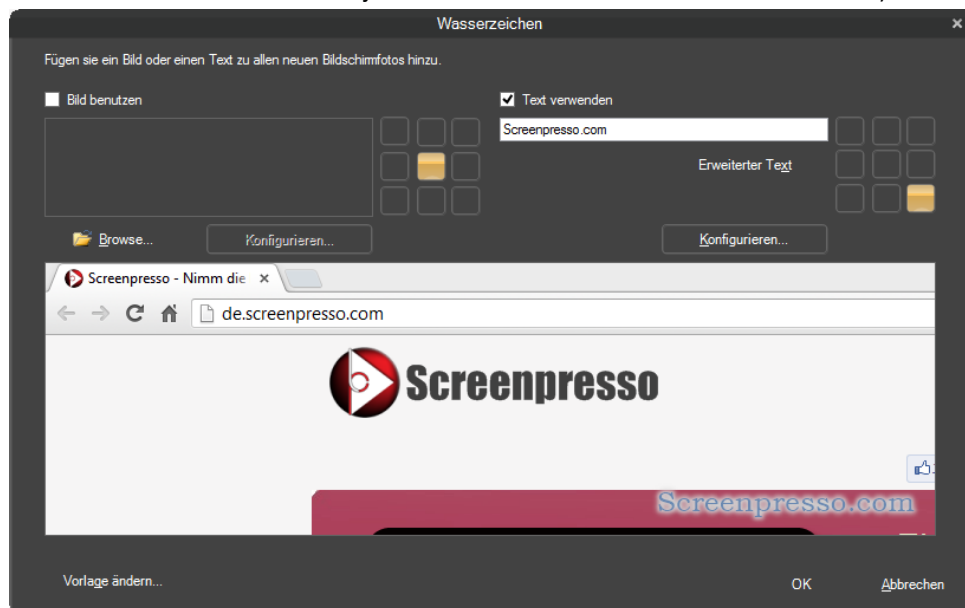 Wasserzeichen
Fügen sie ein Bild oder einen Text zu allen neuen Bildschirmfotos hinzu.
Bild benutzen
Text verwenden
Screenpresso.com
Erweiterter Text
Browse...
Konfigurieren...
Konfigurieren...
Screenpresso - Nimm die
de.screenpresso.com
Screenpresso
Screenpresso.com
Vorlage ändern...
OK
Abbrechen